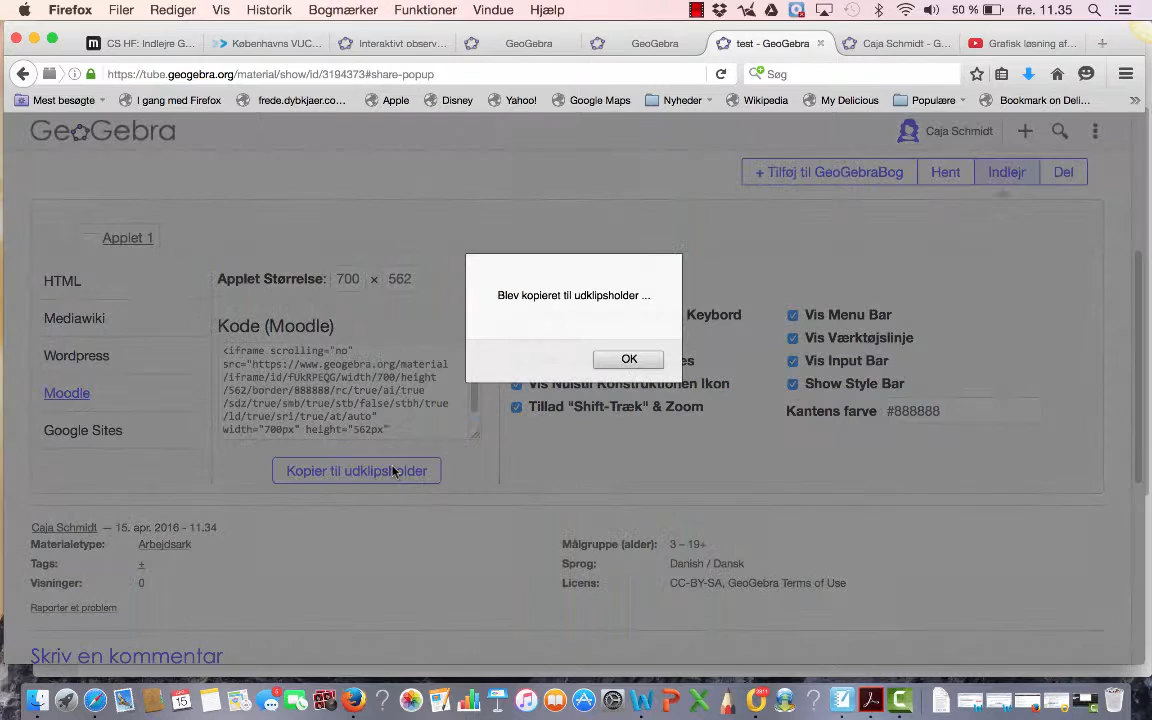 Firefox Filer Rediger Vis Historik Bogmærker Funktioner Vindue Hjælp 50 % fre. 11.35
CS HF: Indlejre G... Københavns VUC... Interaktivt observ... GeoGebra GeoGebra test - GeoGebra Caja Schmidt - G... Grafisk løsning af...
https://tube.geogebra.org/material/show/id/3194373#share-popup Søg
Mest besøgte I gang med Firefox frede.dybkjaer.co... Apple Disney Yahoo! Google Maps Nyheder Wikipedia My Delicious Populære Bookmark on Deli...
GeoGebra Caja Schmidt
+ Tilføj til GeoGebraBog Hent Indlejr Del
Applet 1
HTML
Mediawiki
Wordpress
Moodle
Google Sites
Applet Størrelse: 700 × 562
Kode (Moodle)
<iframe scrolling="no"
src="https://www.geogebra.org/material
/iframe/id/fUkRPEQG/width/700/height
/562/border/888888/rc/true/ai/true
/sdz/true/smb/true/stb/false/stbh/true
/ld/true/sri/true/at/auto"
width="700px" height="562px"
Kopier til udklipsholder
Blev kopieret til udklipsholder ...
OK
Keybord
es
Vis Nulstil Konstruktionen Ikon
Tillad "Shift-Træk" & Zoom
Vis Menu Bar
Vis Værktøjslinje
Vis Input Bar
Show Style Bar
Kantens farve #888888
Caja Schmidt — 15. apr. 2016 - 11.34
Materialetype: Arbejdsark
Tags: +
Visninger: 0
Målgruppe (alder): 3 – 19+
Sprog: Danish / Dansk
Licens: CC-BY-SA, GeoGebra Terms of Use
Raporter et problem
Skriv en kommentar